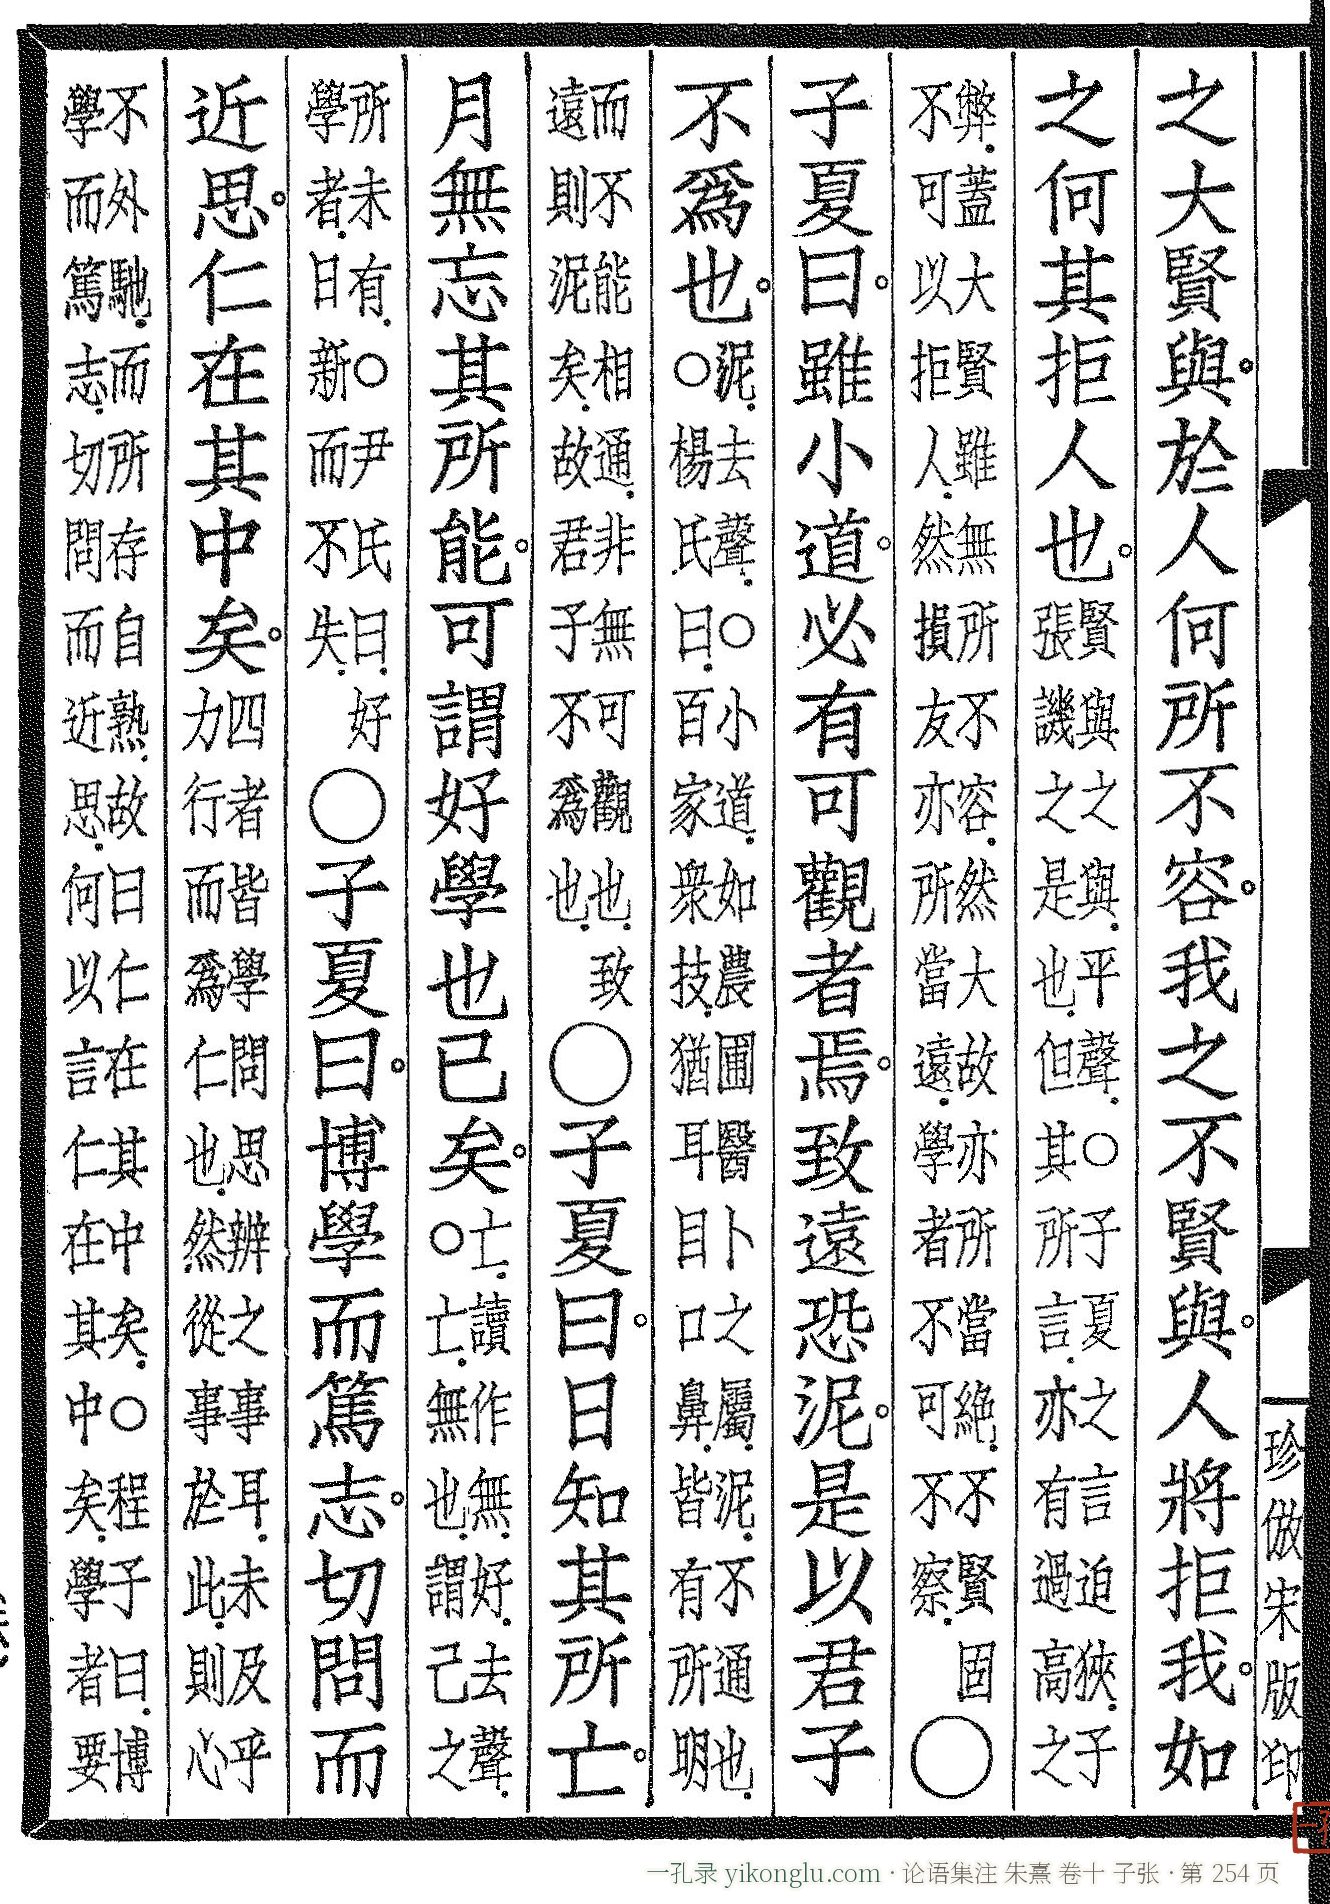 之大賢與。於人何所不容。我之不賢與。人將拒我。如
之何其拒人也。賢與之與。平聲。○子夏之言迫狹。子
張譏之是也。但其所言。亦有過高之
弊。蓋大賢雖無所不容。然大故亦所當絶。不賢固
不可以拒人。然損友亦所當遠。學者不可不察。○
子夏曰。雖小道。必有可觀者焉。致遠恐泥。是以君子
不爲也。泥。去聲。○小道。如農圃醫卜之屬。泥。不通也。
○楊氏曰。百家衆技。猶耳目口鼻。皆有所明
而不能相通。非無可觀也。致
遠則泥矣。故君子不爲也。○子夏曰。日知其所亡。
月無忘其所能。可謂好學也已矣。亡。讀作無。好。去聲。
○亡。無也。謂己之
所未有。○尹氏曰。好
學者。日新而不失。○子夏曰。博學而篤志。切問而
近思。仁在其中矣。四者皆學問思辨之事耳。未及乎
力行而爲仁也。然從事於此。則心
不外馳。而所存自熟。故曰仁在其中矣。○程子曰。博
學而篤志。切問而近思。何以言仁在其中矣。學者要
珍倣宋版印
一孔录 yikonglu.com · 论语集注 朱熹 卷十 子张 · 第 254 页